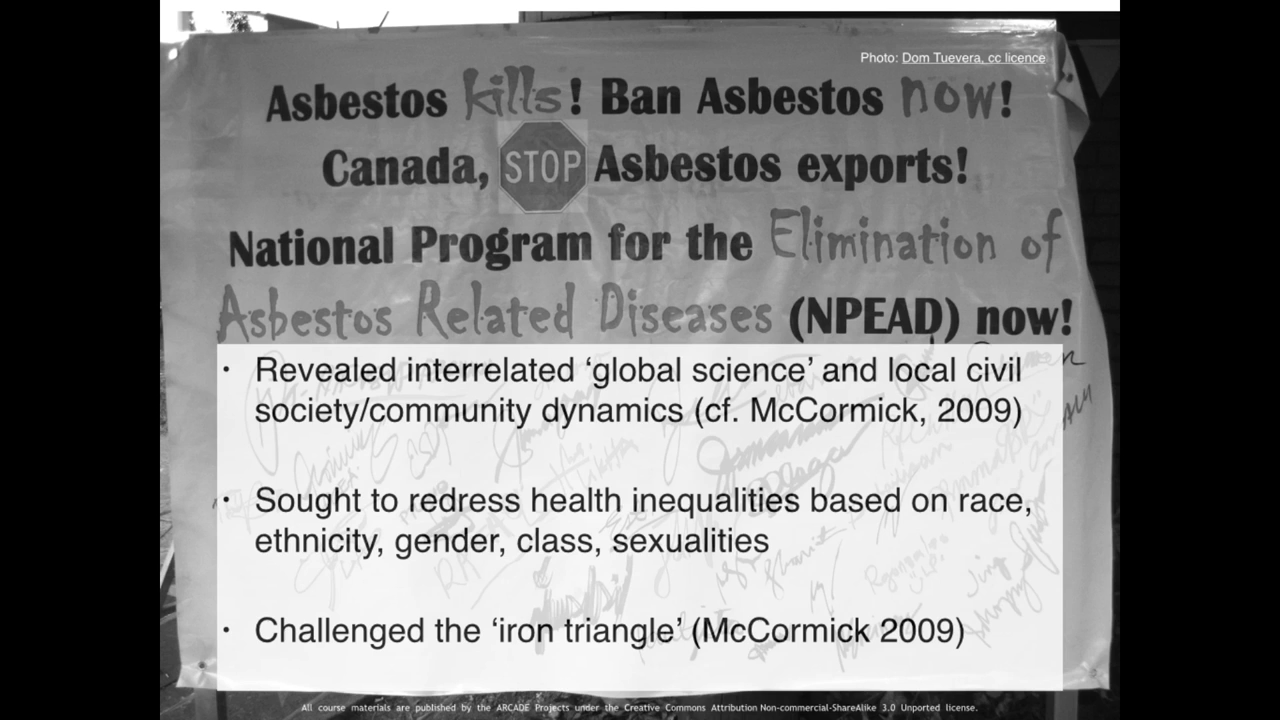 Photo: Dom Tuevera, cc licence
Asbestos kills! Ban Asbestos now!
Canada, STOP Asbestos exports!
National Program for the Elimination of
Asbestos Related Diseases (NPEAD) now!
• Revealed interrelated ‘global science’ and local civil
society/community dynamics (cf. McCormick, 2009)
• Sought to redress health inequalities based on race,
ethnicity, gender, class, sexualities
• Challenged the ‘iron triangle’ (McCormick 2009)
All course materials are published by the ARCADE Projects under the Creative Commons Attribution Non-commercial-ShareAlike 3.0 Unported license.